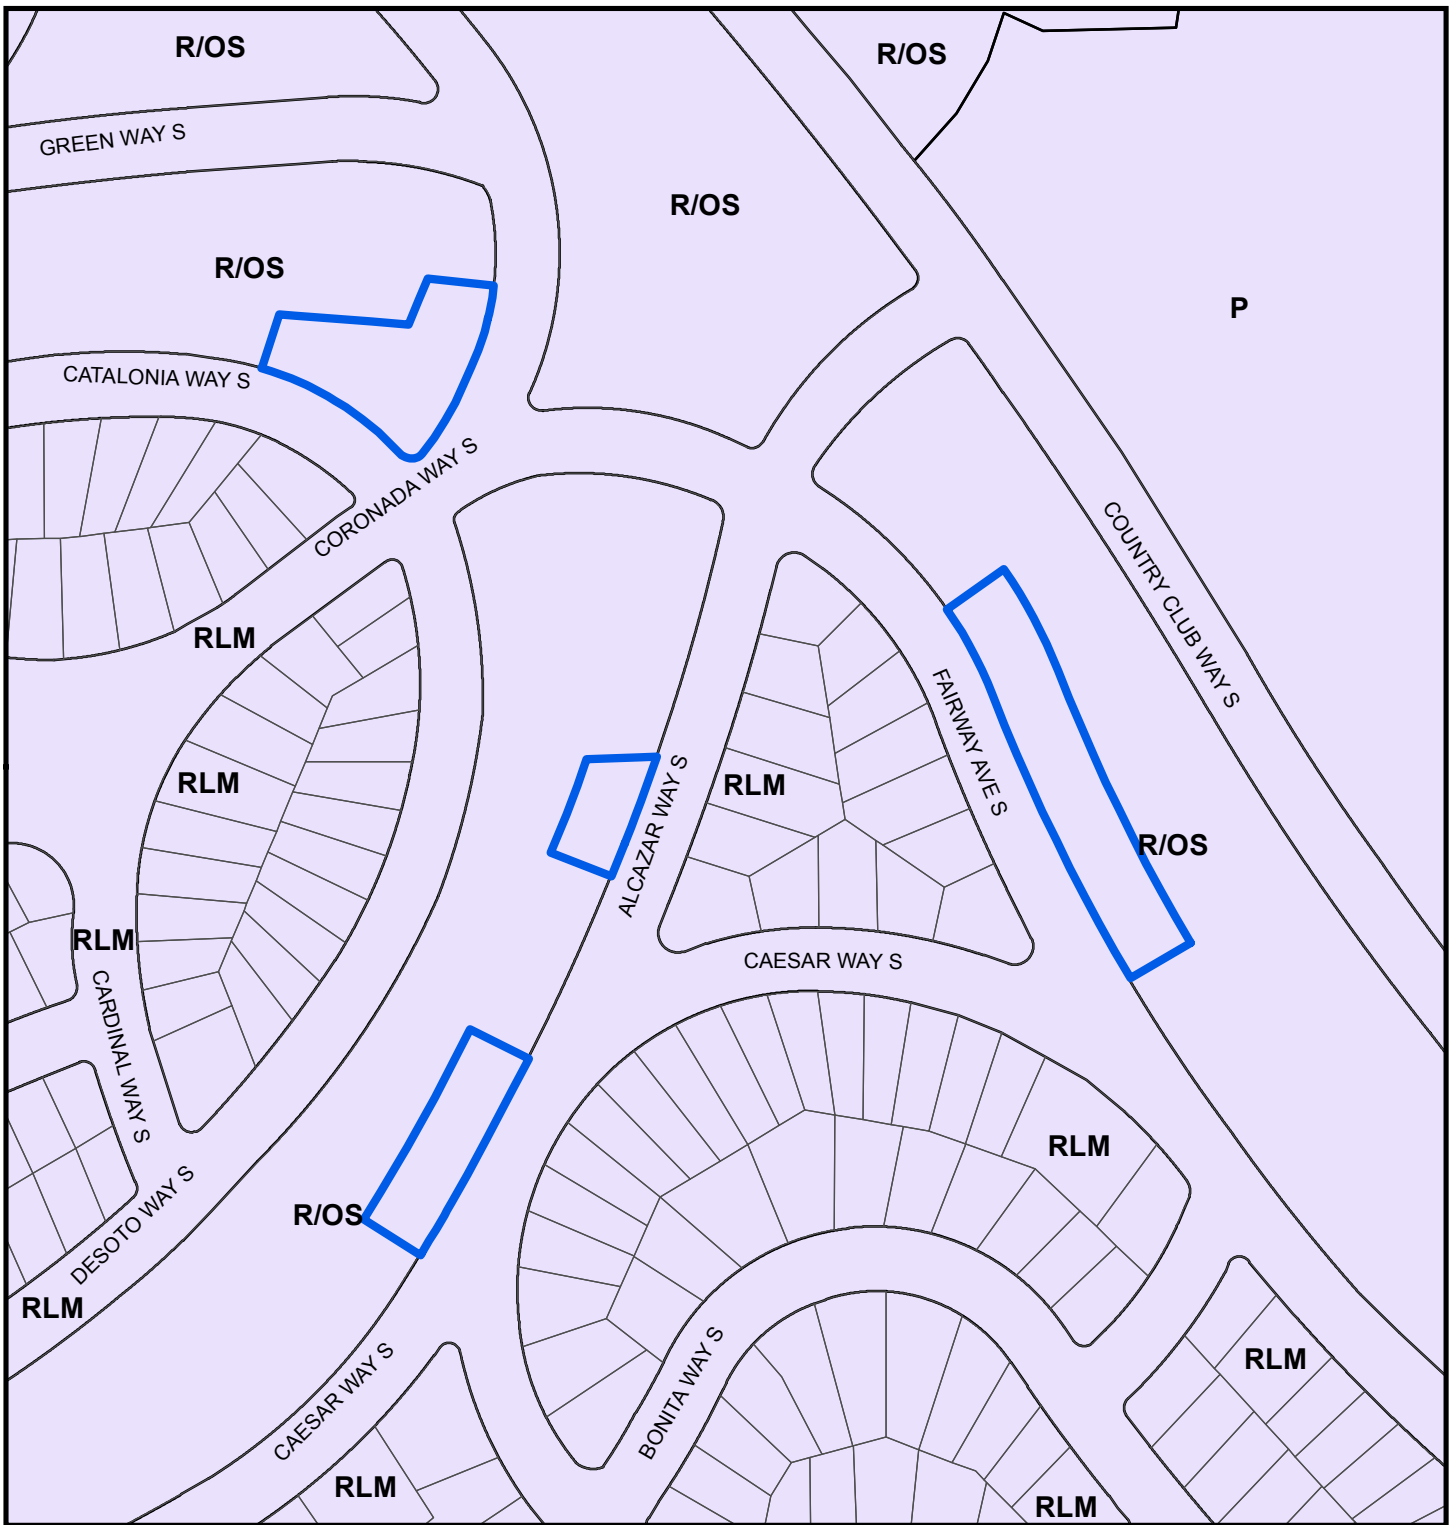 R/OS
R/OS
GREEN WAY S
R/OS
R/OS
P
CATALONIA WAY S
CORONADA WAY S
COUNTRY CLUB WAY S
RLM
FAIRWAY AVE S
RLM
RLM
ALCAZAR WAY S
R/OS
RLM
CAESAR WAY S
CARDINAL WAY S
RLM
DESOTO WAY S
R/OS
RLM
CAESAR WAY S
BONITA WAY S
RLM
RLM
RLM